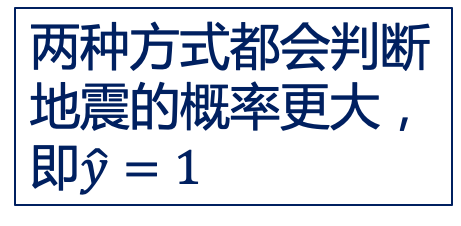 两种方式都会判断
地震的概率更大，
即ŷ = 1